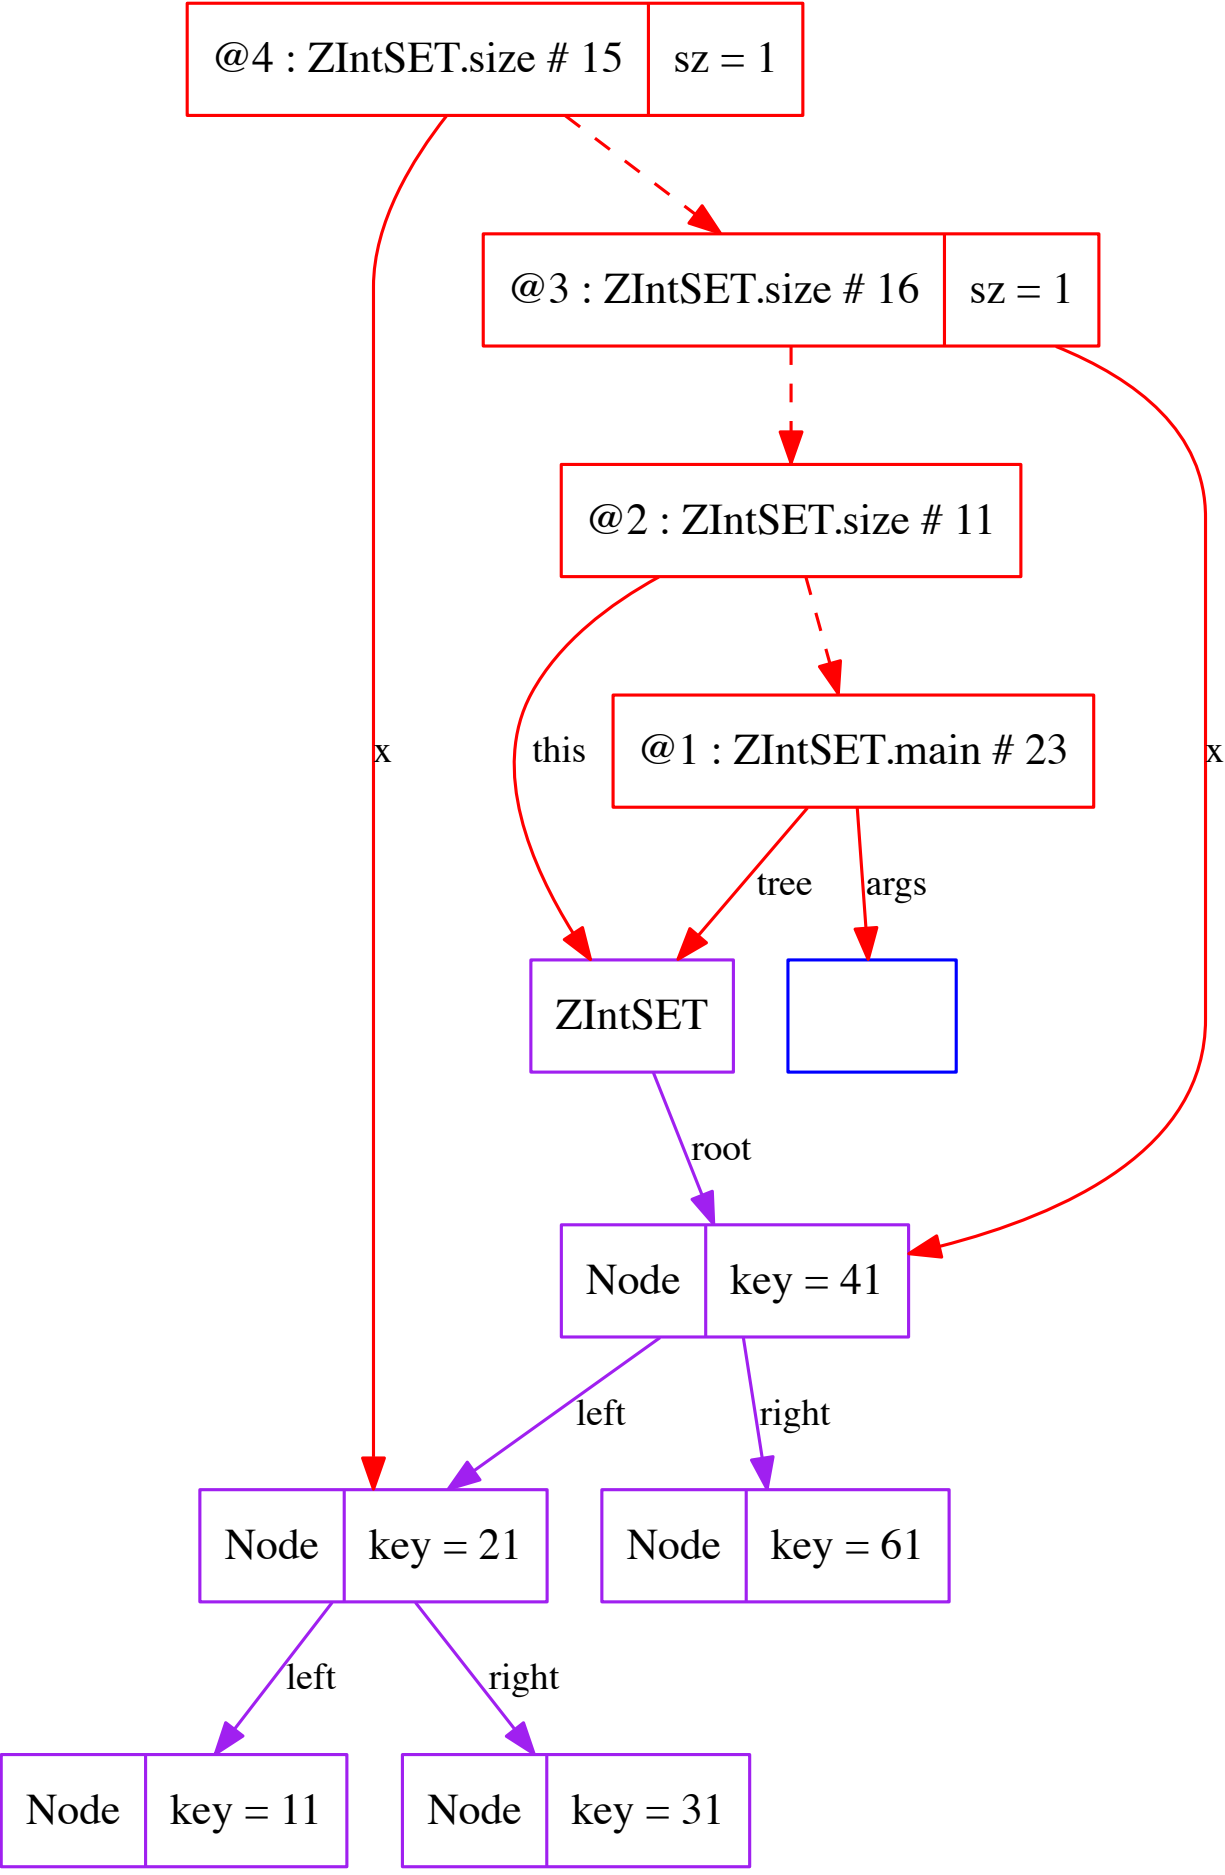 @4 : ZIntSET.size # 15 sz = 1
@3 : ZIntSET.size # 16 sz = 1
@2 : ZIntSET.size # 11
x
this
@1 : ZIntSET.main # 23
x
tree
args
ZIntSET
root
Node key = 41
left
right
Node key = 21
Node key = 61
left
right
Node key = 11
Node key = 31